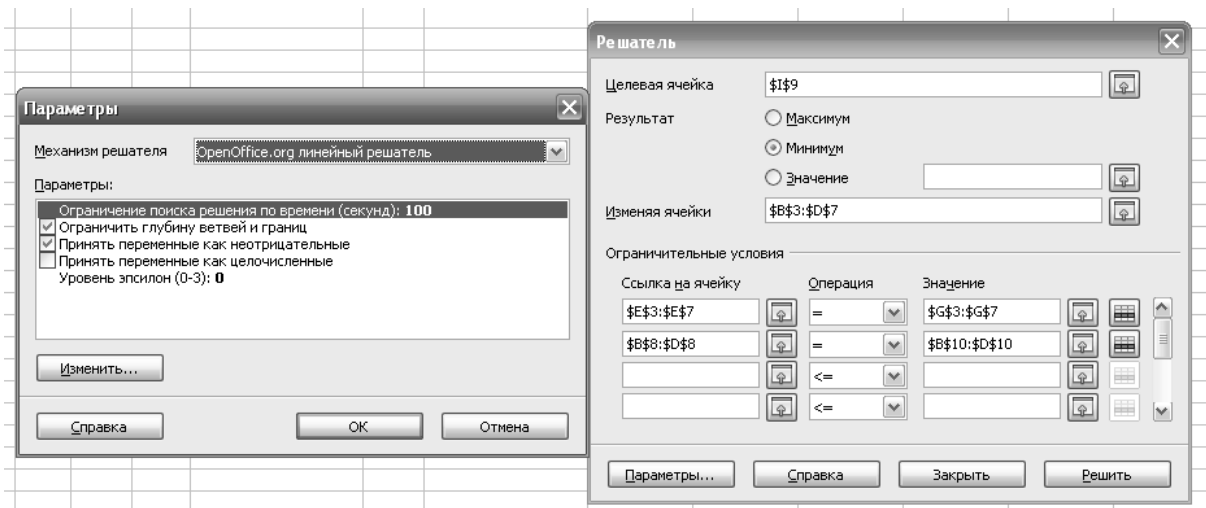 Параметры
Механизм решателя OpenOffice.org линейный решатель
Параметры:
Ограничение поиска решения по времени (секунд): 100
Ограничить глубину ветвей и границ
Принять переменные как неотрицательные
Принять переменные как целочисленные
Уровень эпсилон (0-3): 0
Изменить...
Справка ОК Отмена
Решатель
Целевая ячейка $I$9
Результат Максимум
Минимум
Значение
Изменяя ячейки $B$3:$D$7
Ограничительные условия
Ссылка на ячейку Операция Значение
$E$3:$E$7 = $G$3:$G$7
$B$8:$D$8 = $B$10:$D$10
<=
<=
Параметры... Справка Закрыть Решить